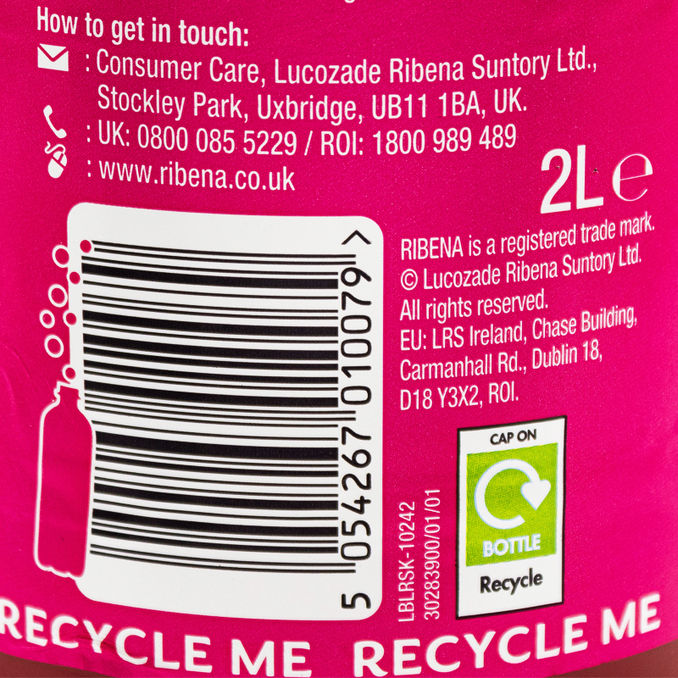 How to get in touch:
: Consumer Care, Lucozade Ribena Suntory Ltd.,
Stockley Park, Uxbridge, UB11 1BA, UK.
: UK: 0800 085 5229 / ROI: 1800 989 489
: www.ribena.co.uk
2L e
RIBENA is a registered trade mark.
© Lucozade Ribena Suntory Ltd.
All rights reserved.
EU: LRS Ireland, Chase Building,
Carmanhall Rd., Dublin 18,
D18 Y3X2, ROI.
5 054267 010079 >
LBLRSK-10242
30283900/01/01
CAP ON
BOTTLE
Recycle
RECYCLE ME RECYCLE ME